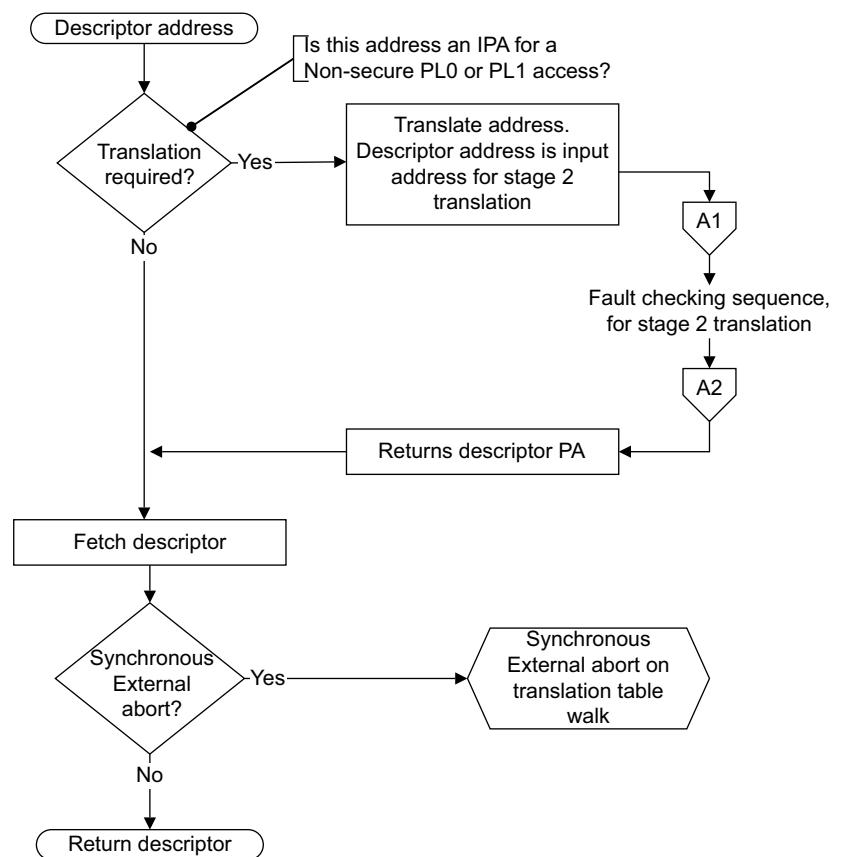 Descriptor address
Is this address an IPA for a
Non-secure PL0 or PL1 access?
Translation
required?
Yes
Translate address.
Descriptor address is input
address for stage 2
translation
A1
No
Fault checking sequence,
for stage 2 translation
A2
Returns descriptor PA
Fetch descriptor
Synchronous
External
abort?
Yes
Synchronous
External abort on
translation table
walk
No
Return descriptor